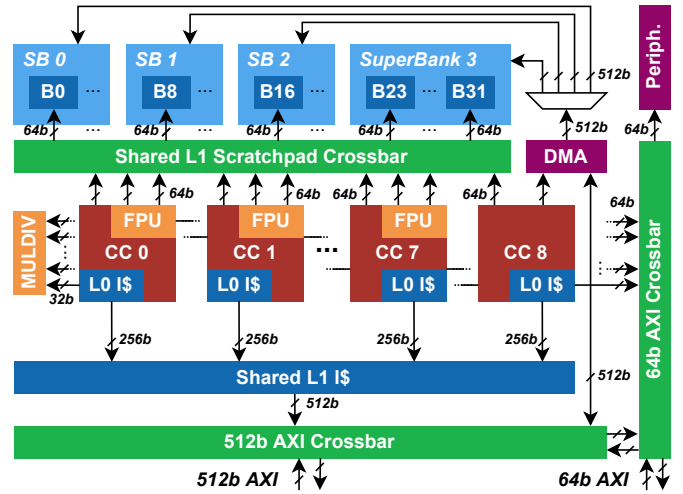 SB 0 SB 1 SB 2 SuperBank 3
B0 ... B8 ... B16 ... B23 ... B31
512b
Periph.
64b ... 64b ... 64b ... 64b 64b 512b 64b
Shared L1 Scratchpad Crossbar
DMA
64b 64b 64b 64b
64b
MULDIV
FPU FPU FPU
CC 0 CC 1 ... CC 7 CC 8
L0 I$ L0 I$ L0 I$ L0 I$
32b
64b AXI Crossbar
256b 256b 256b 256b
Shared L1 I$
512b
512b
512b AXI Crossbar
512b AXI 64b AXI